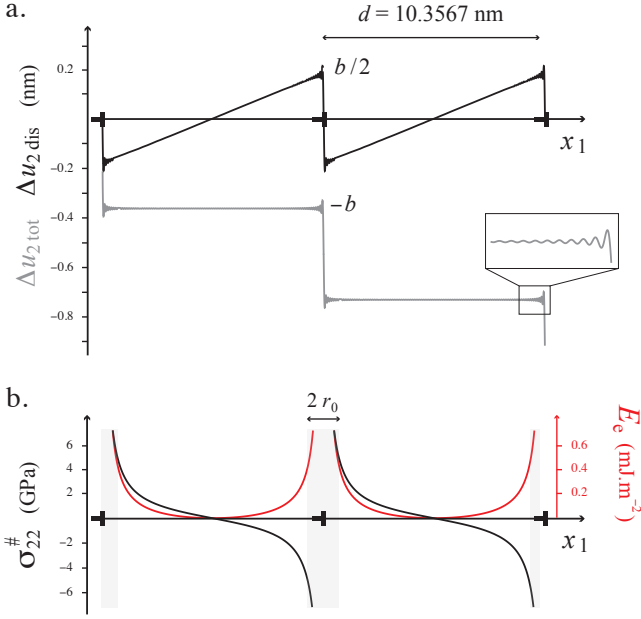 a.
d = 10.3567 nm
0.2
b/2
Δu2 dis (nm)
x1
−0.2
−0.4
−b
Δu2 tot
−0.6
−0.8
b.
2 r0
6
0.6
4
0.4
2
0.2
σ#22 (GPa)
Ee (mJ.m−2)
x1
−2
−4
−6